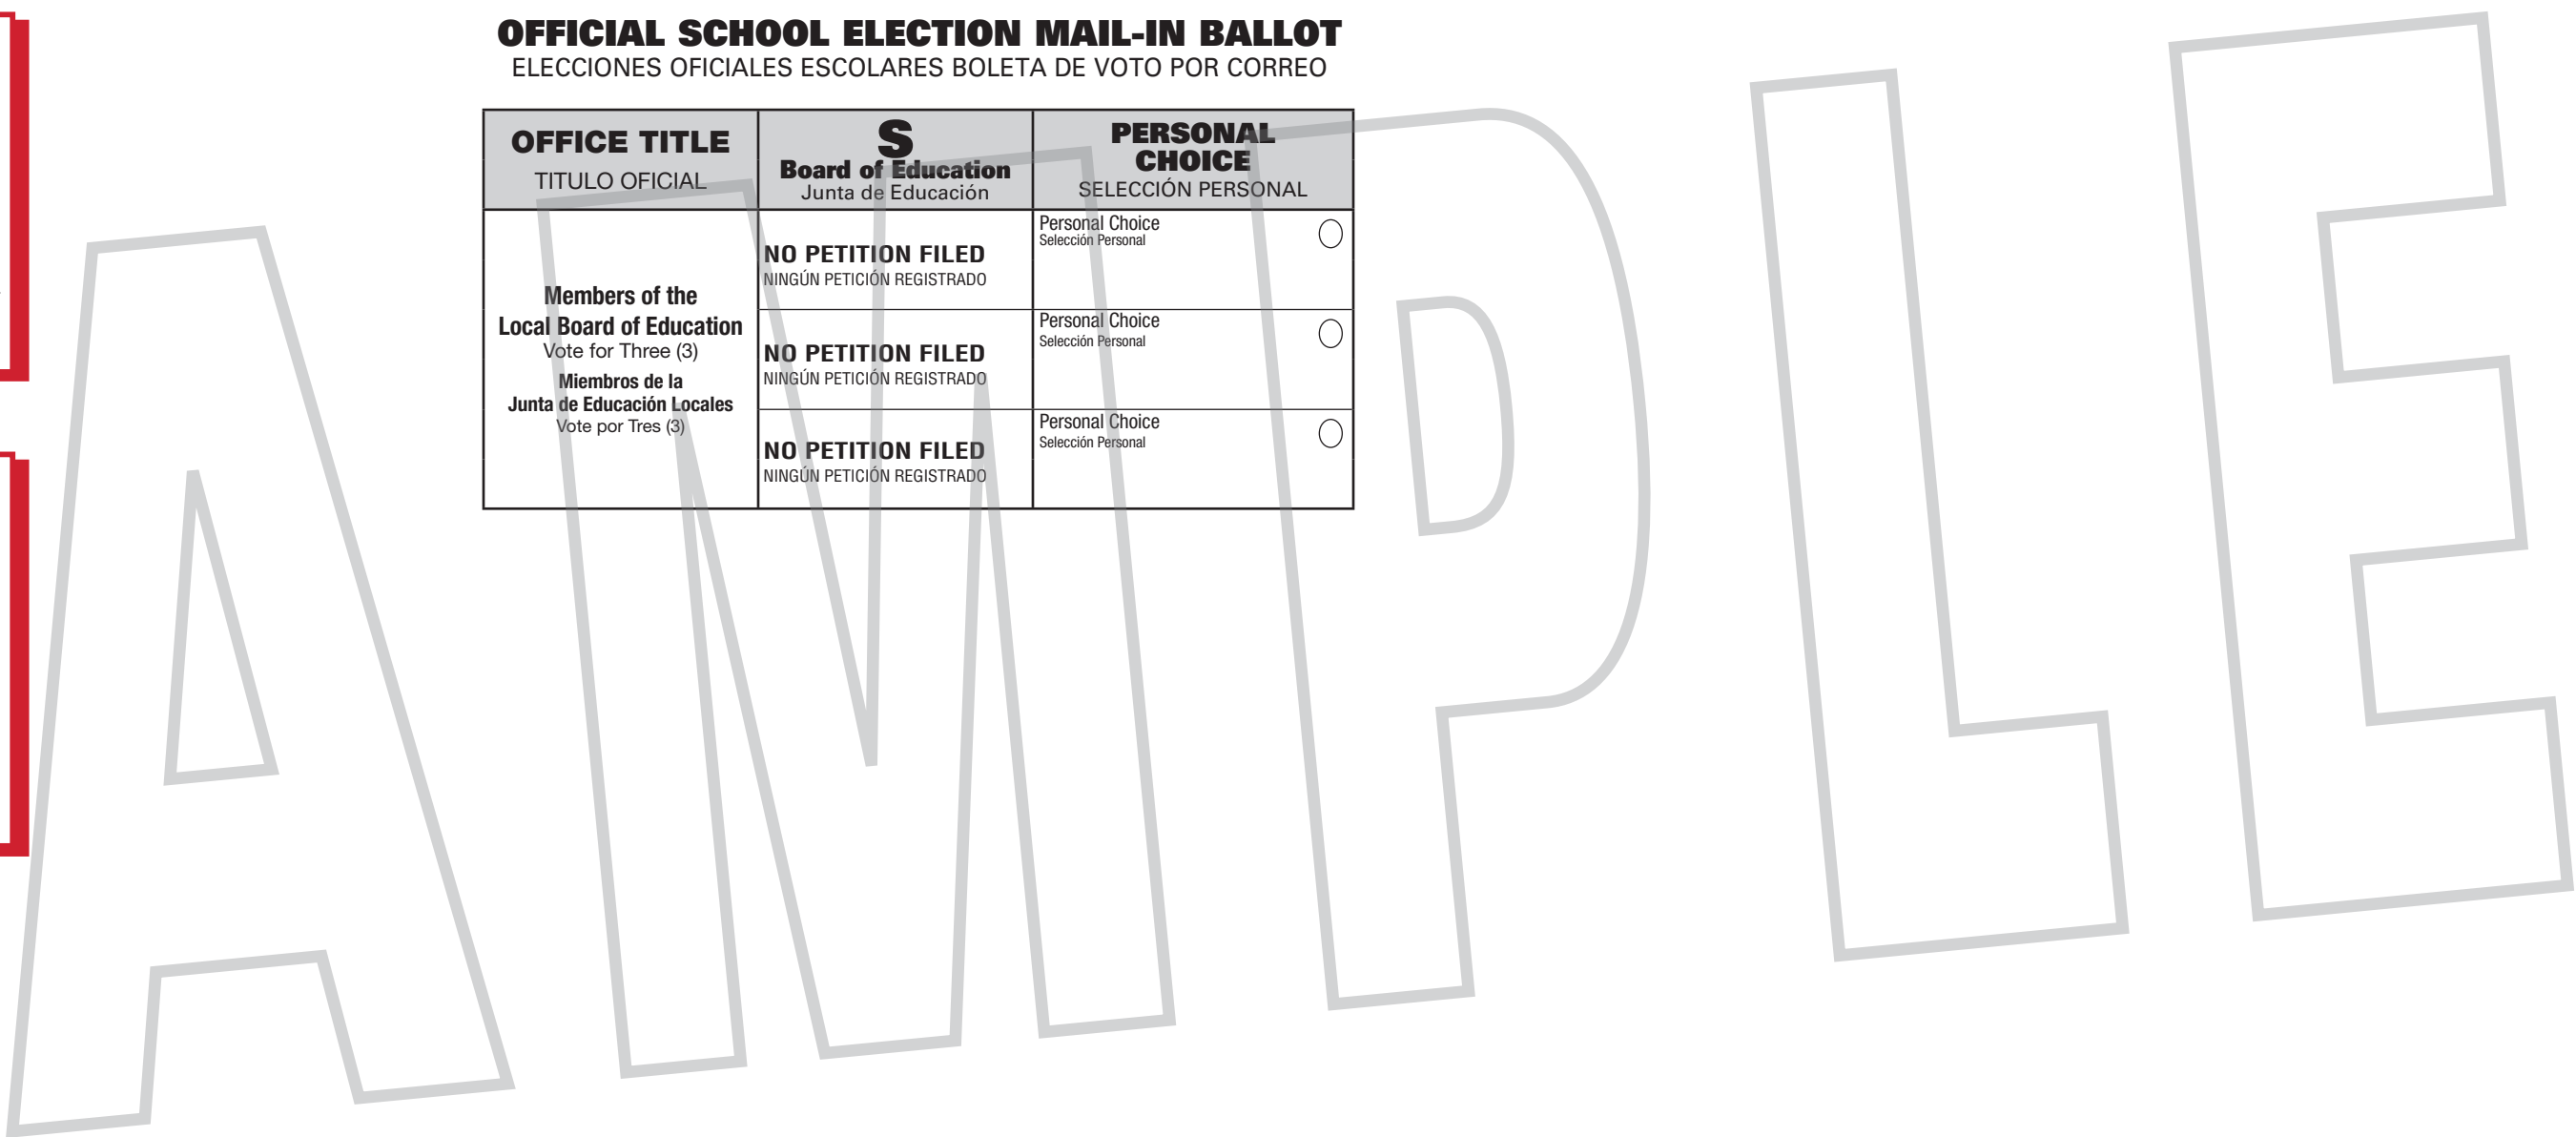 OFFICIAL SCHOOL ELECTION MAIL-IN BALLOT
ELECCIONES OFICIALES ESCOLARES BOLETA DE VOTO POR CORREO
OFFICE TITLE
TITULO OFICIAL
S
Board of Education
Junta de Educación
PERSONAL
CHOICE
SELECCIÓN PERSONAL
Members of the
Local Board of Education
Vote for Three (3)
Miembros de la
Junta de Educación Locales
Vote por Tres (3)
NO PETITION FILED
NINGÚN PETICIÓN REGISTRADO
Personal Choice
Selección Personal
NO PETITION FILED
NINGÚN PETICIÓN REGISTRADO
Personal Choice
Selección Personal
NO PETITION FILED
NINGÚN PETICIÓN REGISTRADO
Personal Choice
Selección Personal
AMPLE